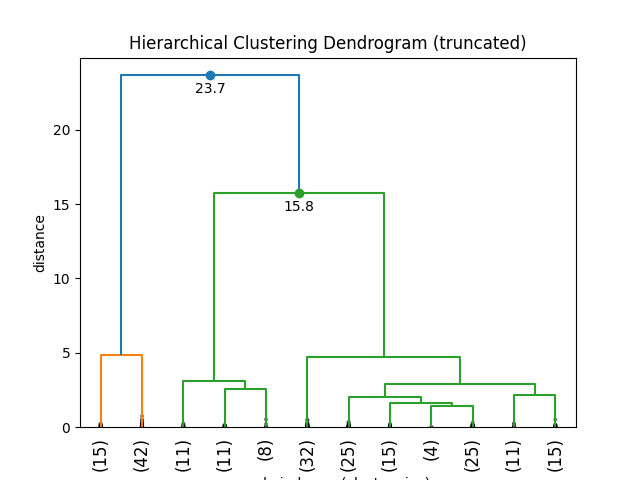 Hierarchical Clustering Dendrogram (truncated)
23.7
15.8
distance
20
15
10
5
0
(15) (42) (11) (11) (8) (32) (25) (15) (4) (25) (11) (15)